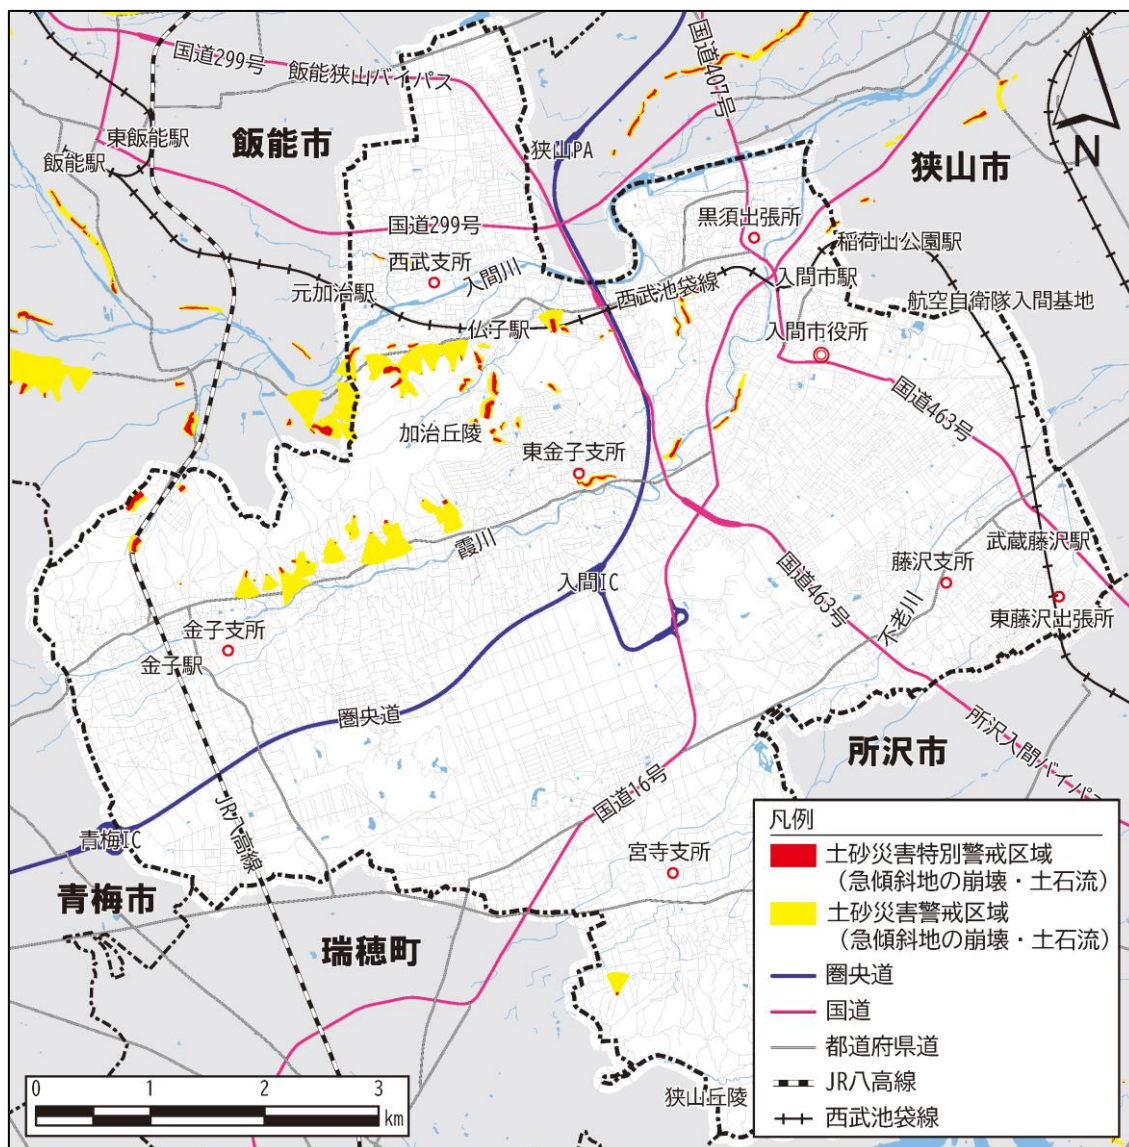 国道299号
飯能狭山バイパス
国道407号
東飯能駅
飯能駅
飯能市
狭山PA
狭山市
N
国道299号
黒須出張所
西武支所
入間川
稲荷山公園駅
元加治駅
西武池袋線
入間市駅
航空自衛隊入間基地
仏子駅
入間市役所
国道463号
加治丘陵
東金子支所
霞川
入間IC
武蔵藤沢駅
藤沢支所
国道463号
不老川
東藤沢出張所
金子支所
金子駅
圏央道
所沢市
所沢入間バイパス
JR八高線
国道16号
青梅IC
青梅市
宮寺支所
瑞穂町
狭山丘陵
凡例
土砂災害特別警戒区域
(急傾斜地の崩壊・土石流)
土砂災害警戒区域
(急傾斜地の崩壊・土石流)
圏央道
国道
都道府県道
JR八高線
西武池袋線
0 1 2 3
km